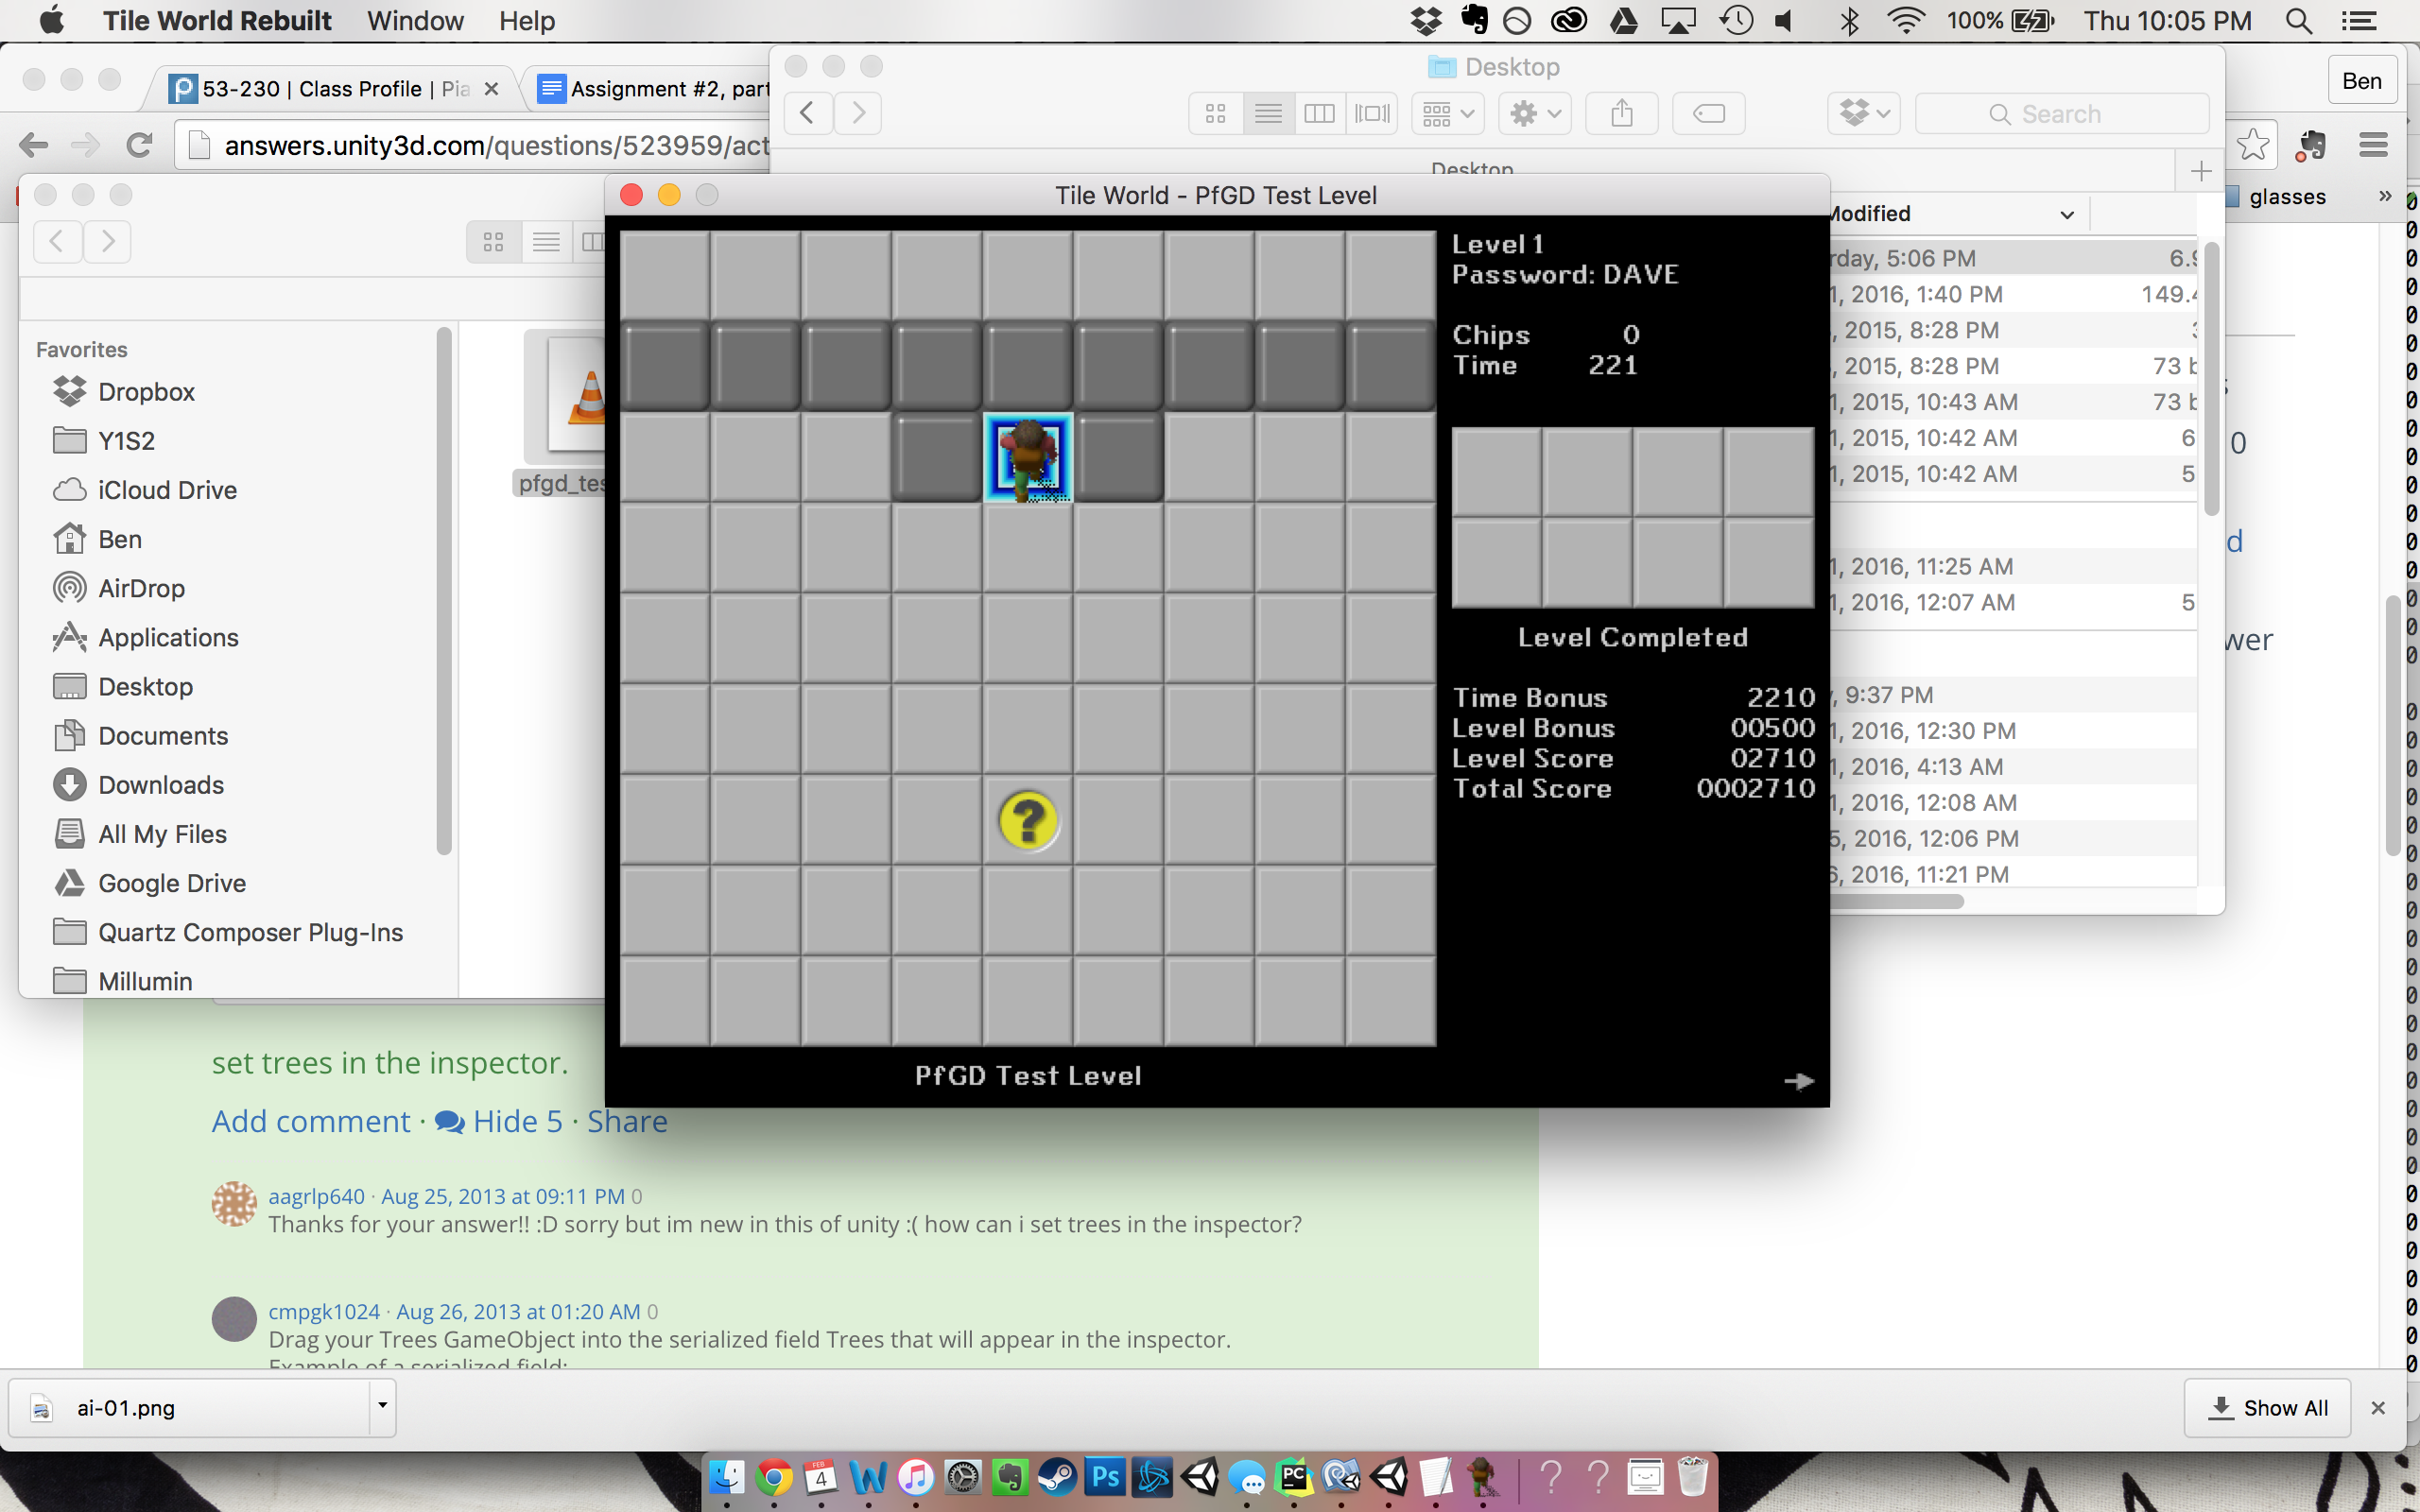 Tile World Rebuilt Window Help 100% Thu 10:05 PM
53-230 | Class Profile | Pia
Assignment #2, part
Desktop
Ben
answers.unity3d.com/questions/523959/act
Search
Desktop
glasses
»
Tile World - PfGD Test Level
Modified
Favorites
Dropbox
Y1S2
iCloud Drive
Ben
AirDrop
Applications
Desktop
Documents
Downloads
All My Files
Google Drive
Quartz Composer Plug-Ins
Millumin
pfgd_tes
Level 1
Password: DAVE
Chips 0
Time 221
Level Completed
Time Bonus 2210
Level Bonus 00500
Level Score 02710
Total Score 0002710
?
PfGD Test Level
rday, 5:06 PM 6.9
1, 2016, 1:40 PM 149.4
, 2015, 8:28 PM
, 2015, 8:28 PM 73 b
1, 2015, 10:43 AM 73 b
1, 2015, 10:42 AM 6
1, 2015, 10:42 AM 5
1, 2016, 11:25 AM
1, 2016, 12:07 AM 5
, 9:37 PM
1, 2016, 12:30 PM
1, 2016, 4:13 AM
1, 2016, 12:08 AM
5, 2016, 12:06 PM
6, 2016, 11:21 PM
0
d
wer
set trees in the inspector.
Add comment · Hide 5 · Share
aagrlp640 · Aug 25, 2013 at 09:11 PM 0
Thanks for your answer!! :D sorry but im new in this of unity :( how can i set trees in the inspector?
cmpgk1024 · Aug 26, 2013 at 01:20 AM 0
Drag your Trees GameObject into the serialized field Trees that will appear in the inspector.
Example of a serialized field:
ai-01.png
Show All
FEB
4
W
Ps
PC
? ?